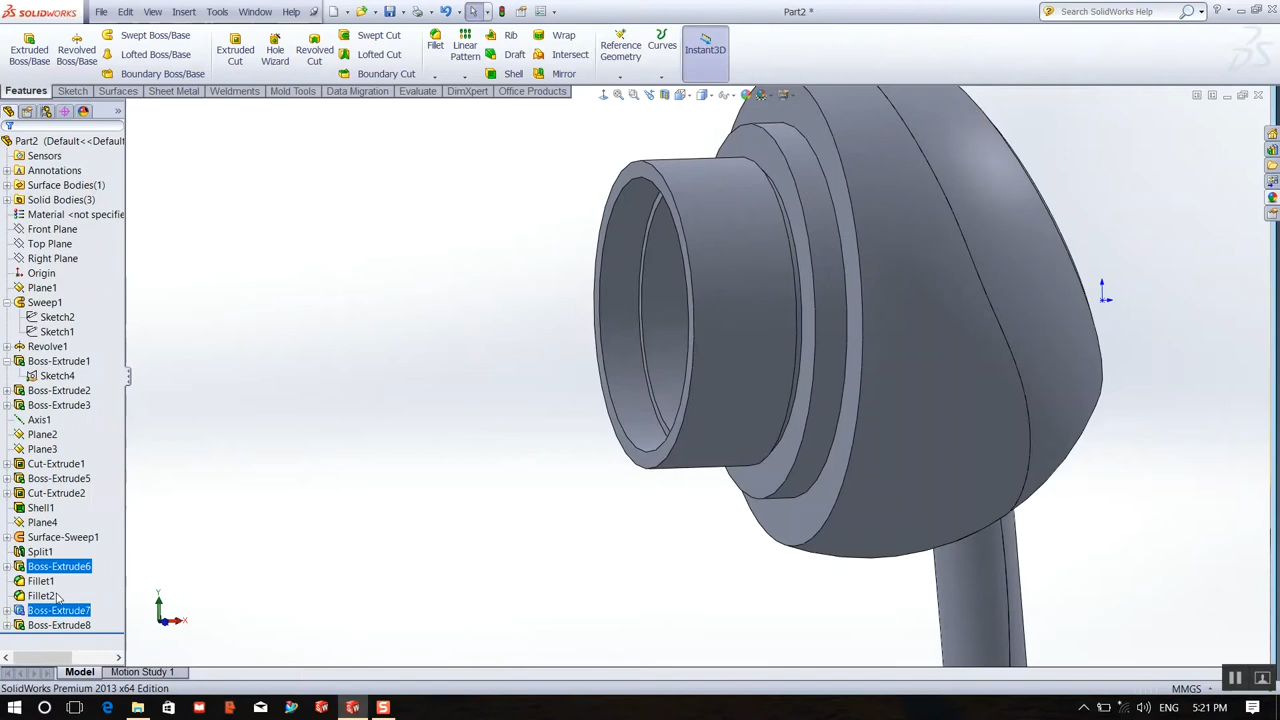 SOLIDWORKS
File
Edit
View
Insert
Tools
Window
Help
Part2 *
Search SolidWorks Help
Extruded Boss/Base
Revolved Boss/Base
Swept Boss/Base
Lofted Boss/Base
Boundary Boss/Base
Extruded Cut
Hole Wizard
Revolved Cut
Swept Cut
Lofted Cut
Boundary Cut
Fillet
Linear Pattern
Rib
Draft
Shell
Wrap
Intersect
Mirror
Reference Geometry
Curves
Instant3D
Features
Sketch
Surfaces
Sheet Metal
Weldments
Mold Tools
Data Migration
Evaluate
DimXpert
Office Products
Part2 (Default<<Default
Sensors
Annotations
Surface Bodies(1)
Solid Bodies(3)
Material <not specifie
Front Plane
Top Plane
Right Plane
Origin
Plane1
Sweep1
Sketch2
Sketch1
Revolve1
Boss-Extrude1
Sketch4
Boss-Extrude2
Boss-Extrude3
Axis1
Plane2
Plane3
Cut-Extrude1
Boss-Extrude5
Cut-Extrude2
Shell1
Plane4
Surface-Sweep1
Split1
Boss-Extrude6
Fillet1
Fillet2
Boss-Extrude7
Boss-Extrude8
Y
X
Model
Motion Study 1
SolidWorks Premium 2013 x64 Edition
MMGS
ENG
5:21 PM